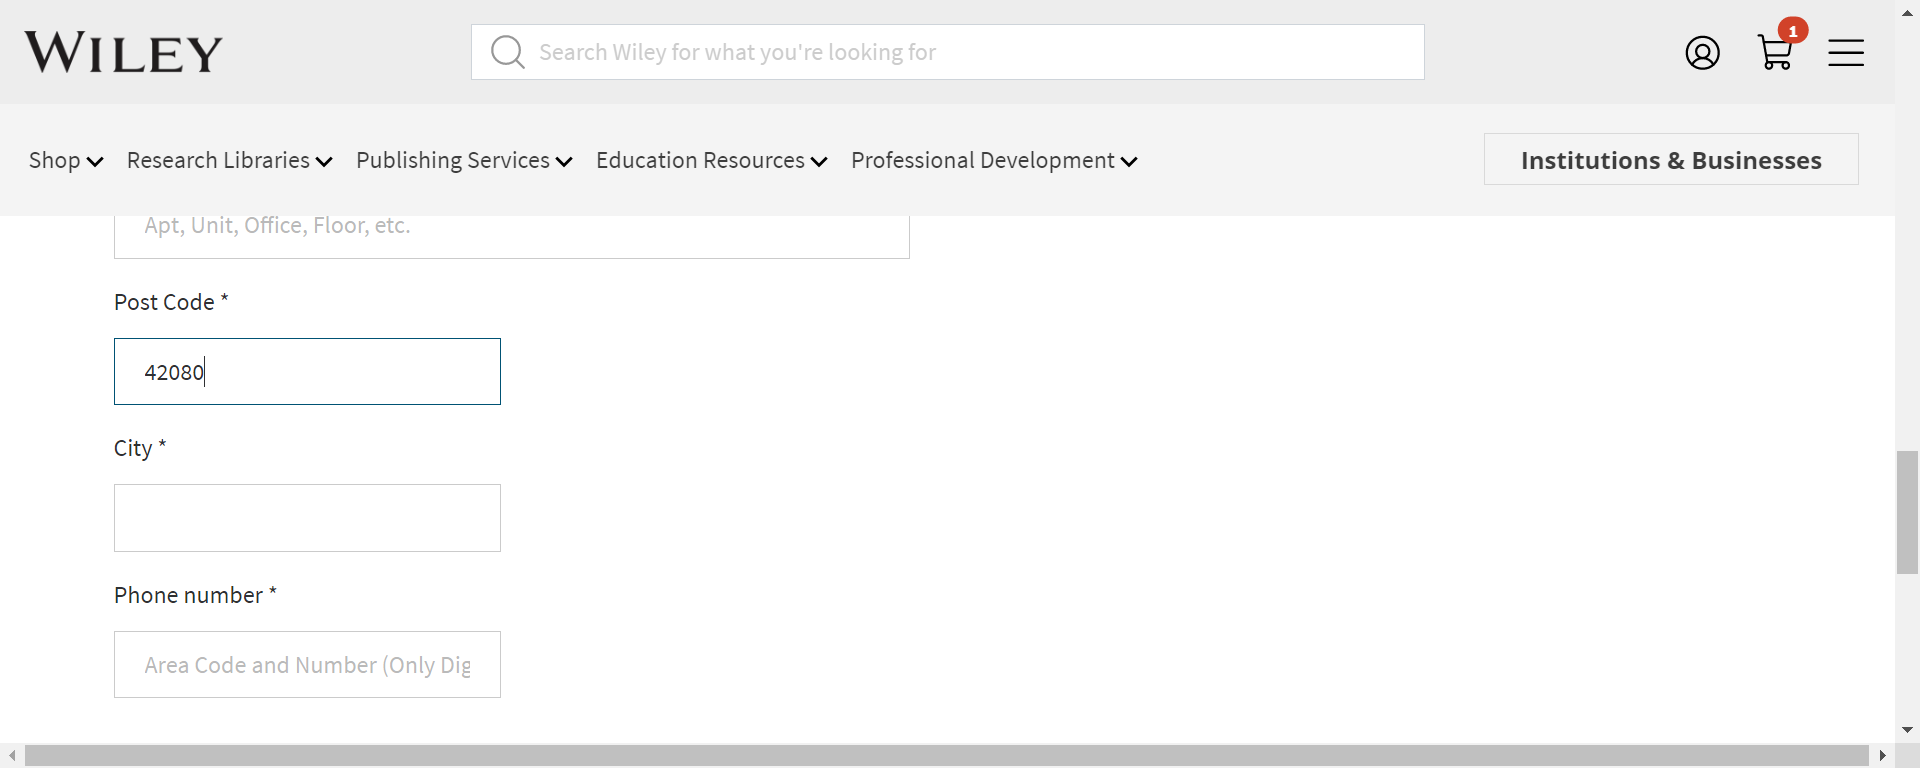 WILEY
Search Wiley for what you're looking for
1
Shop Research Libraries Publishing Services Education Resources Professional Development
Institutions & Businesses
Apt, Unit, Office, Floor, etc.
Post Code *
42080
City *
Phone number *
Area Code and Number (Only Dig